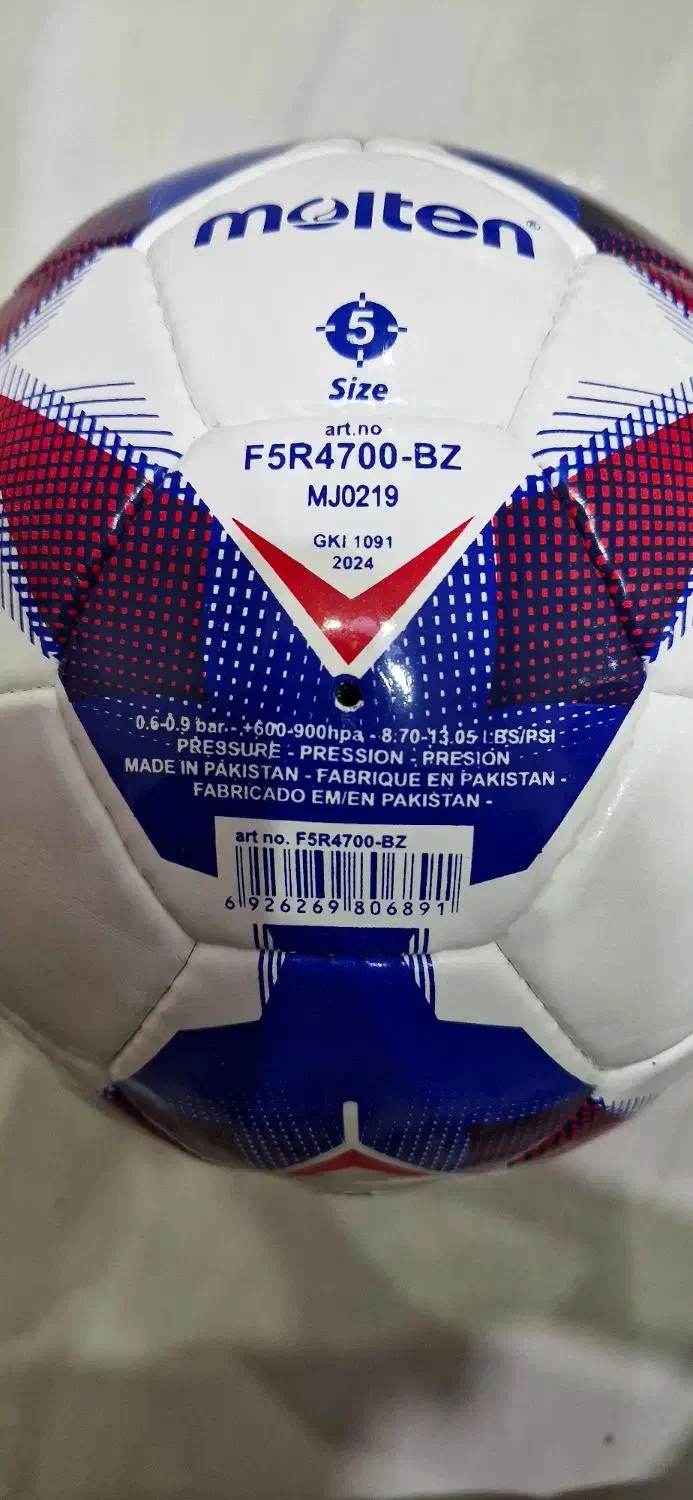 molten®
5
Size
art.no
F5R4700-BZ
MJ0219
GKI 1091
2024
0.6-0.9 bar - +600-900hpa - 8.70-13.05 LBS/PSI
PRESSURE - PRESSION - PRESIÓN
MADE IN PAKISTAN - FABRIQUE EN PAKISTAN -
FABRICADO EM/EN PAKISTAN -
art no. F5R4700-BZ
6 926269 806891